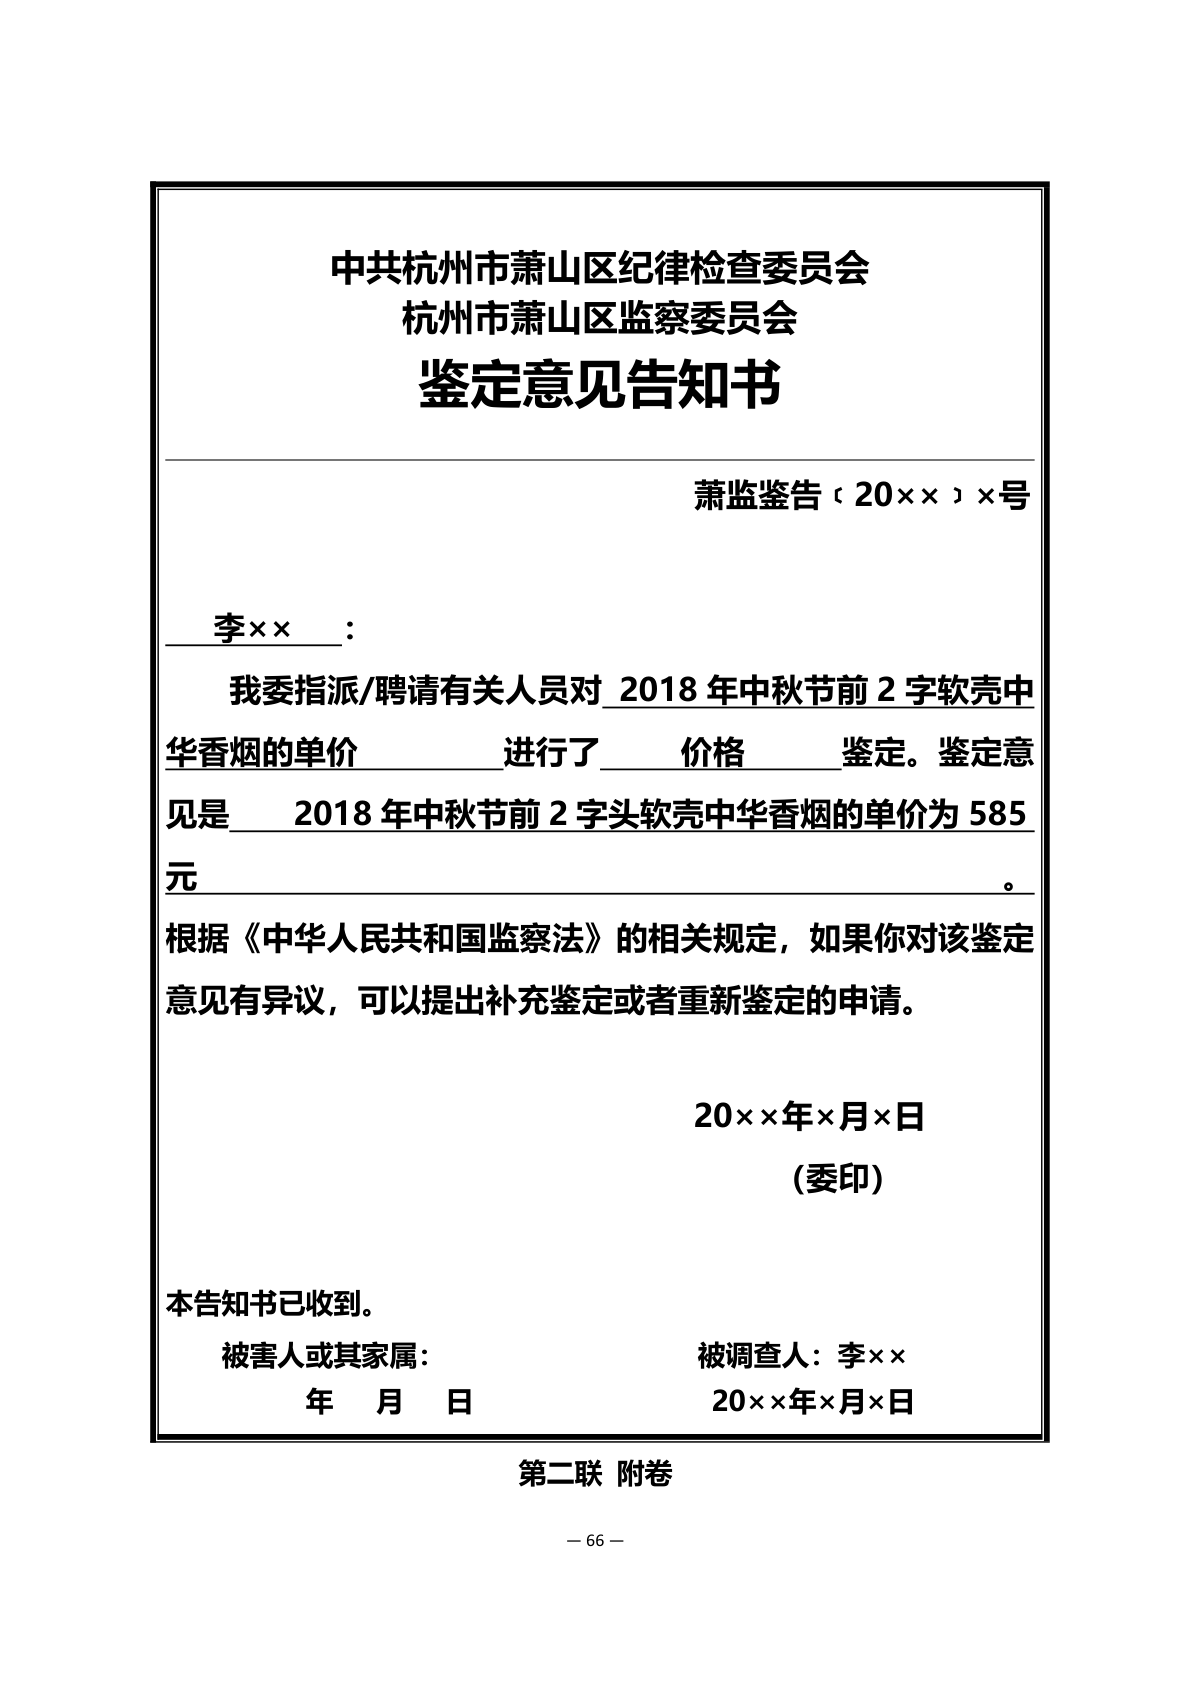 中共杭州市萧山区纪律检查委员会
杭州市萧山区监察委员会
鉴定意见告知书
萧监鉴告﹝20××﹞×号
李××：
我委指派/聘请有关人员对 2018 年中秋节前 2 字软壳中
华香烟的单价 进行了 价格 鉴定。鉴定意
见是 2018 年中秋节前 2 字头软壳中华香烟的单价为 585
元 。
根据《中华人民共和国监察法》的相关规定，如果你对该鉴定
意见有异议，可以提出补充鉴定或者重新鉴定的申请。
20××年×月×日
（委印）
本告知书已收到。
被害人或其家属： 被调查人：李××
年 月 日 20××年×月×日
第二联 附卷
— 66 —